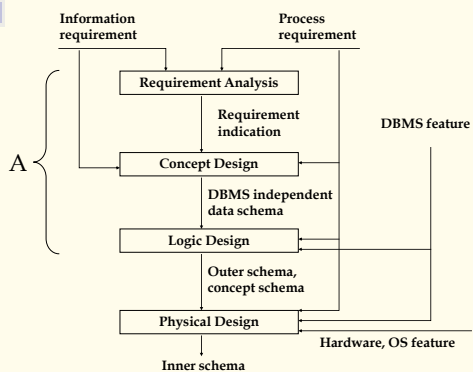 Information
requirement
Process
requirement
Requirement Analysis
Requirement
indication
DBMS feature
A
Concept Design
DBMS independent
data schema
Logic Design
Outer schema,
concept schema
Physical Design
Hardware, OS feature
Inner schema